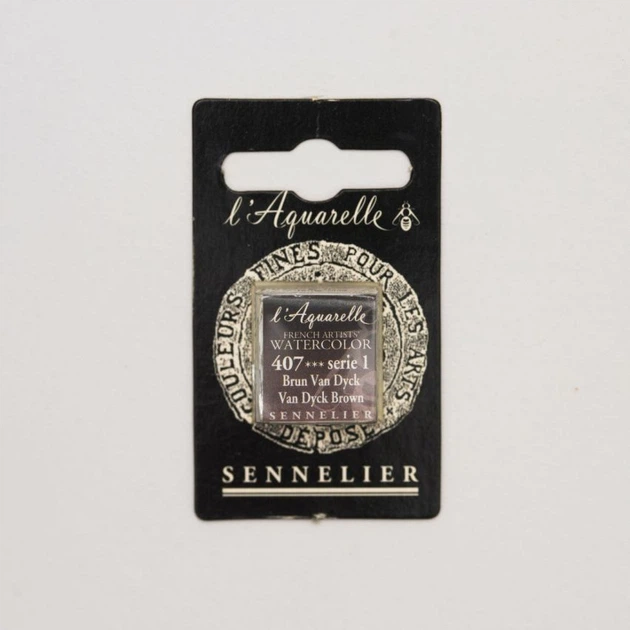 l'Aquarelle
COULEURS FINES POUR LES ARTS
DÉPOSÉ
l'Aquarelle
FRENCH ARTISTS'
WATERCOLOR
407*** serie 1
Brun Van Dyck
Van Dyck Brown
SENNELIER
SENNELIER